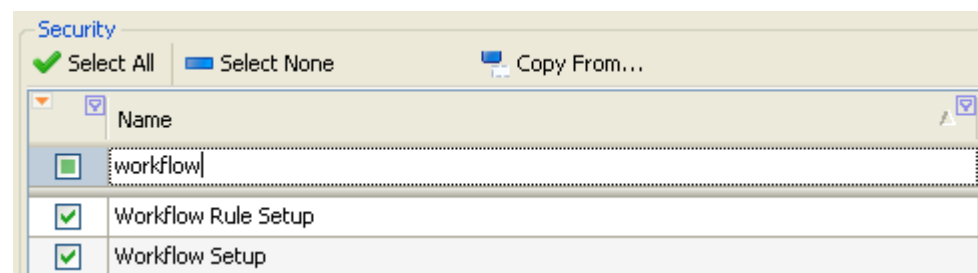 Security
Select All Select None Copy From...
Name
workflow
Workflow Rule Setup
Workflow Setup